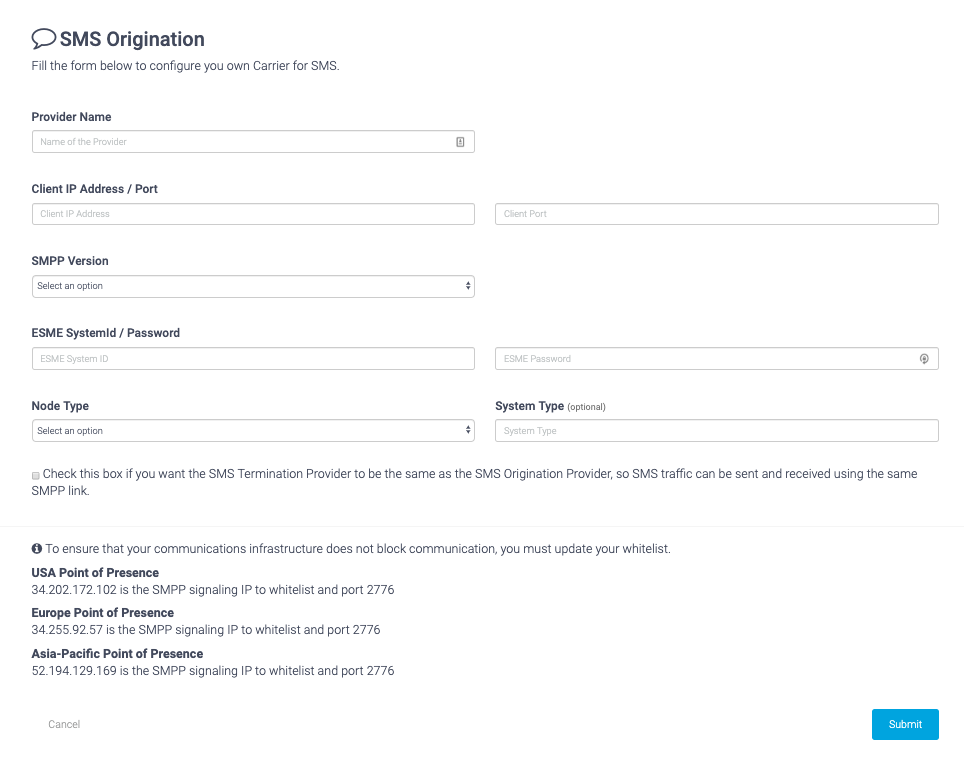 SMS Origination
Fill the form below to configure you own Carrier for SMS.
Provider Name
Name of the Provider
Client IP Address / Port
Client IP Address
Client Port
SMPP Version
Select an option
ESME SystemId / Password
ESME System ID
ESME Password
Node Type
System Type (optional)
Select an option
System Type
Check this box if you want the SMS Termination Provider to be the same as the SMS Origination Provider, so SMS traffic can be sent and received using the same
SMPP link.
To ensure that your communications infrastructure does not block communication, you must update your whitelist.
USA Point of Presence
34.202.172.102 is the SMPP signaling IP to whitelist and port 2776
Europe Point of Presence
34.255.92.57 is the SMPP signaling IP to whitelist and port 2776
Asia-Pacific Point of Presence
52.194.129.169 is the SMPP signaling IP to whitelist and port 2776
Cancel
Submit